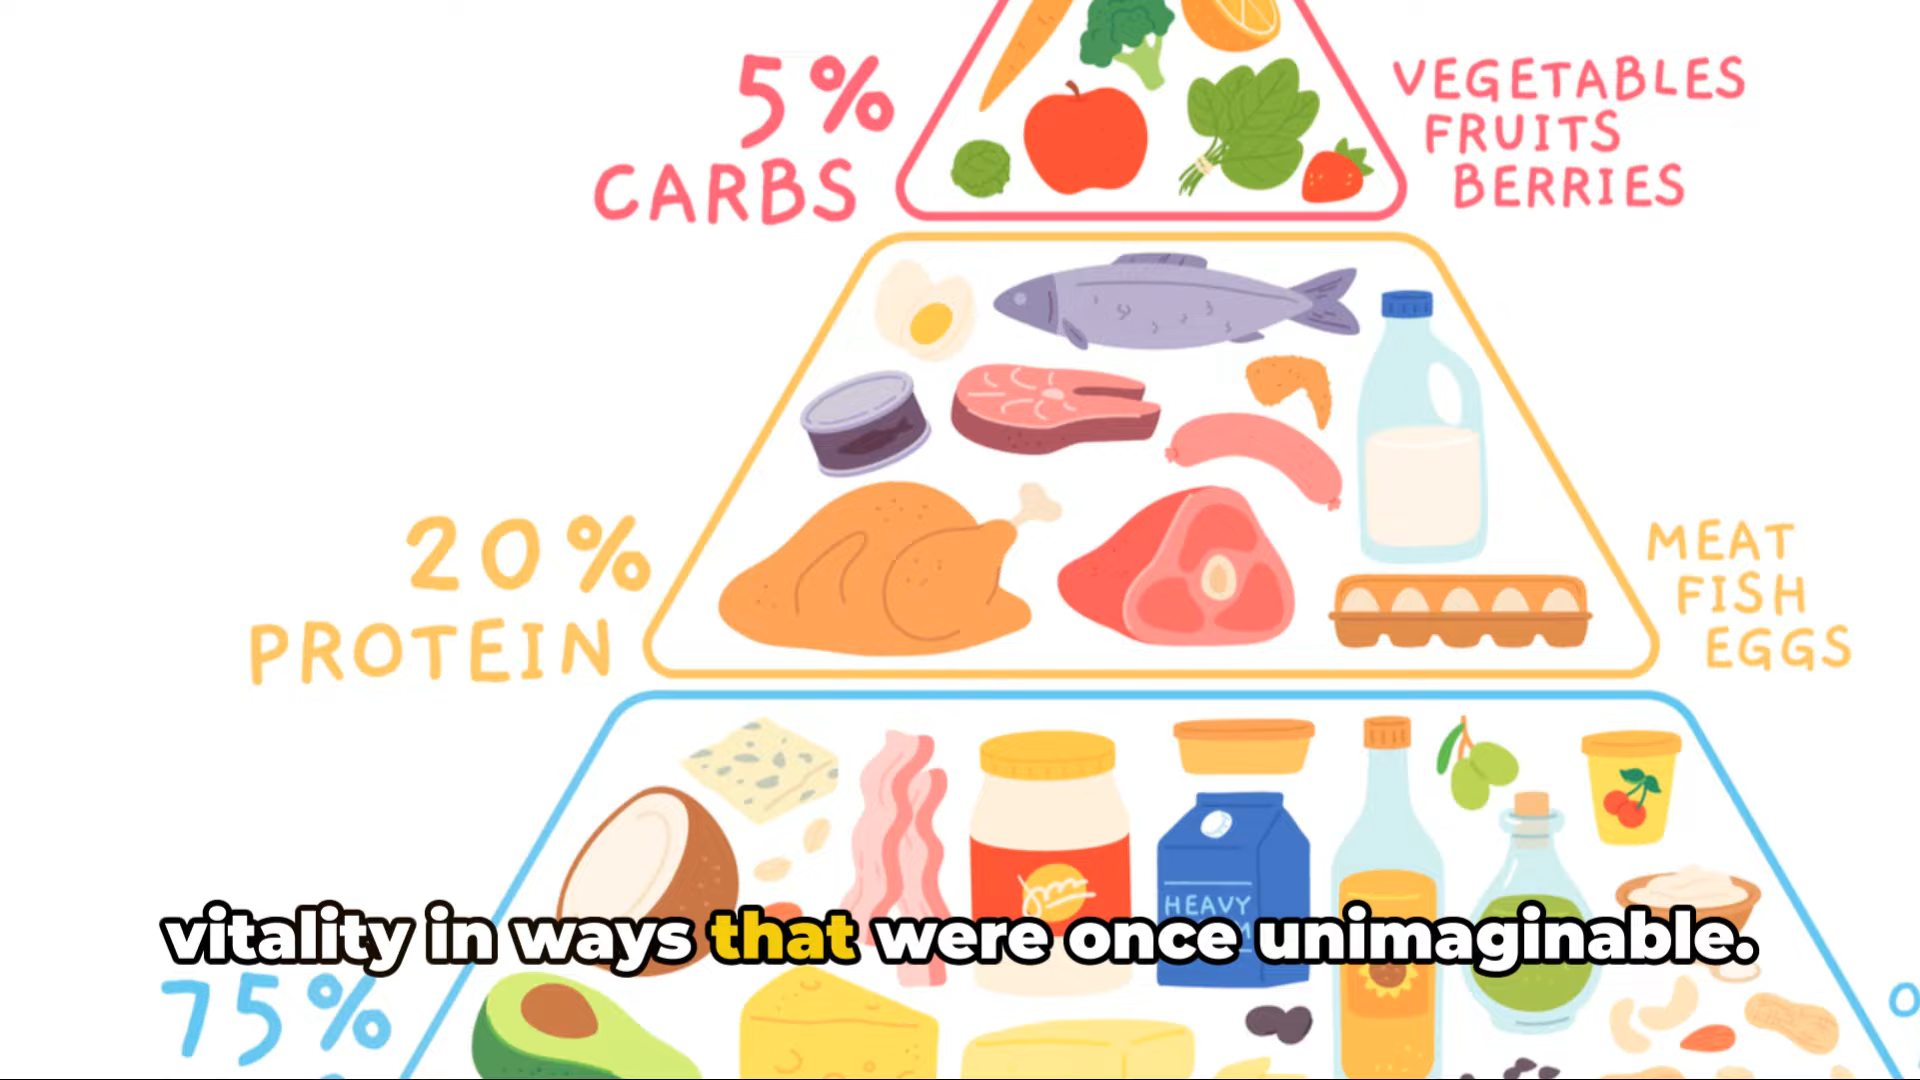 5%
CARBS
VEGETABLES
FRUITS
BERRIES
20%
PROTEIN
MEAT
FISH
EGGS
HEAVY
vitality in ways that were once unimaginable.
75%